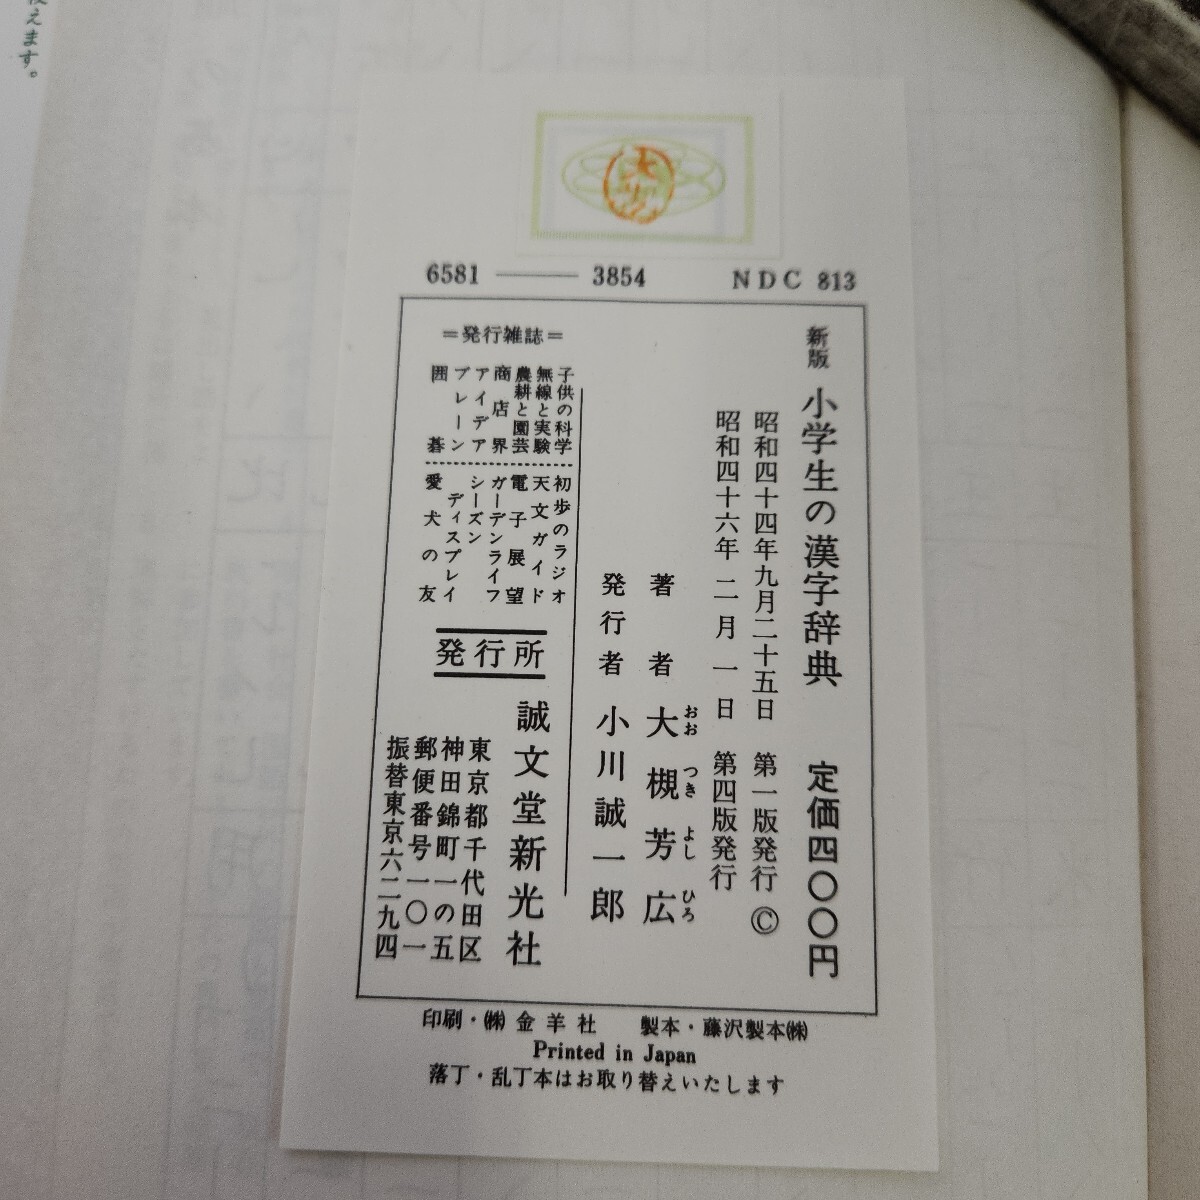 6581 ―― 3854 NDC 813
新版 小学生の漢字辞典 定価四〇〇円
昭和四十四年九月二十五日 第一版発行 ©
昭和四十六年二月一日 第四版発行
著者 大槻芳広
おおつきよしひろ
発行者 小川誠一郎
＝発行雑誌＝
子供の科学
無線と実験
農耕と園芸
商店界
アイデア
ブレーン
囲碁
初歩のラジオ
天文ガイド
電子展望
ガーデンライフ
シーズン
ディスプレイ
愛犬の友
発行所
誠文堂新光社
東京都千代田区
神田錦町一の五
郵便番号一〇一
振替東京六二九四
印刷・㈱金羊社 製本・藤沢製本㈱
Printed in Japan
落丁・乱丁本はお取り替えいたします
えます。